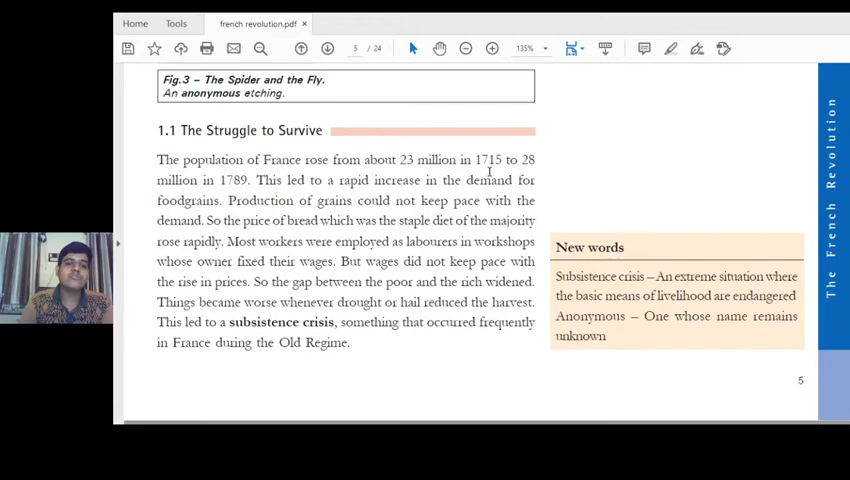 Home Tools french revolution.pdf ×
5 / 24 135%
Fig.3 – The Spider and the Fly.
An anonymous etching.
1.1 The Struggle to Survive
The population of France rose from about 23 million in 1715 to 28
million in 1789. This led to a rapid increase in the demand for
foodgrains. Production of grains could not keep pace with the
demand. So the price of bread which was the staple diet of the majority
rose rapidly. Most workers were employed as labourers in workshops
whose owner fixed their wages. But wages did not keep pace with
the rise in prices. So the gap between the poor and the rich widened.
Things became worse whenever drought or hail reduced the harvest.
This led to a subsistence crisis, something that occurred frequently
in France during the Old Regime.
New words
Subsistence crisis – An extreme situation where
the basic means of livelihood are endangered
Anonymous – One whose name remains
unknown
5
The French Revolution